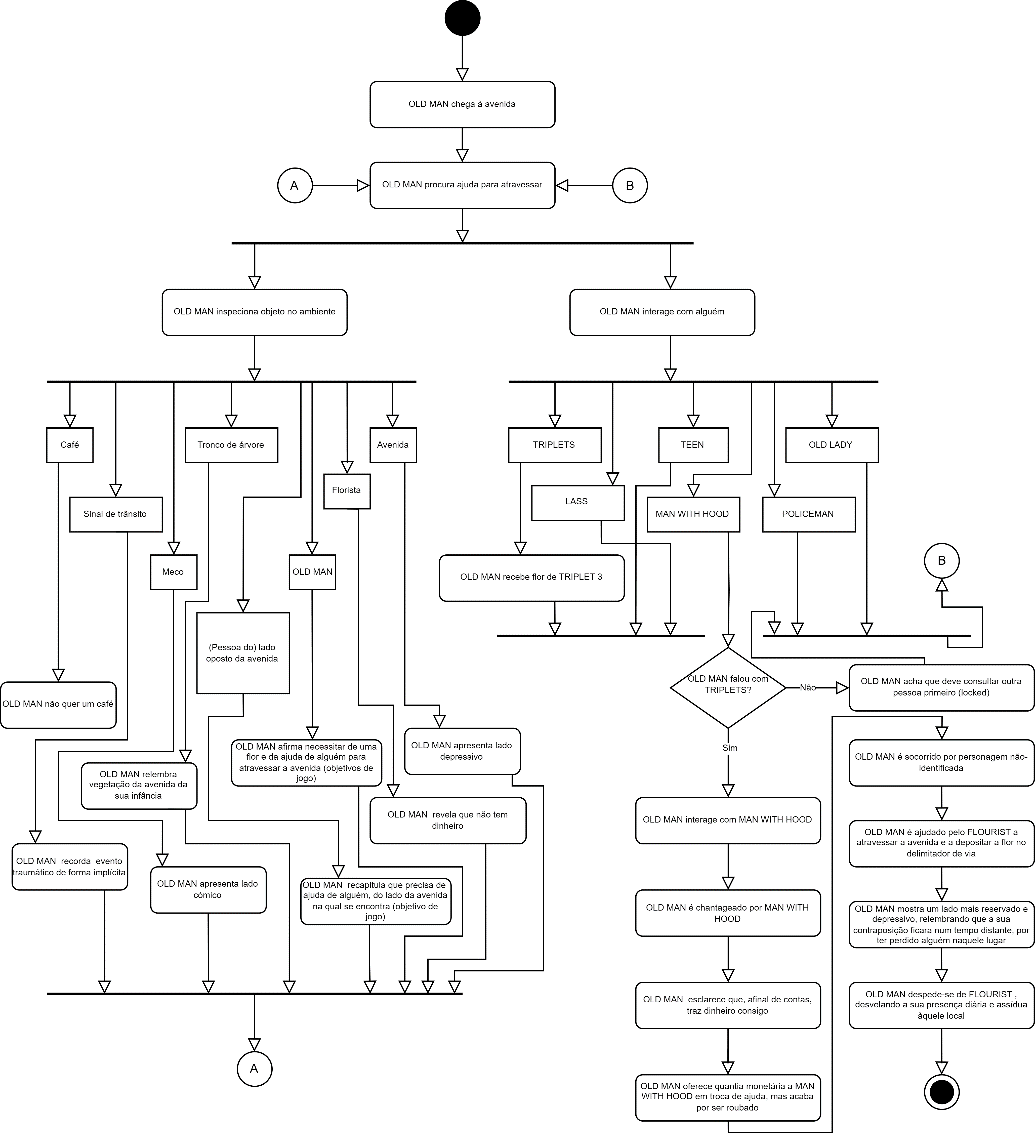 OLD MAN chega à avenida
A
OLD MAN procura ajuda para atravessar
B
OLD MAN inspeciona objeto no ambiente
OLD MAN interage com alguém
Café
Tronco de árvore
Avenida
TRIPLETS
TEEN
OLD LADY
Florista
Sinal de trânsito
LASS
MAN WITH HOOD
POLICEMAN
Meco
OLD MAN
OLD MAN recebe flor de TRIPLET 3
B
(Pessoa do) lado
oposto da avenida
OLD MAN falou com
TRIPLETS?
Não
OLD MAN acha que deve consultar outra
pessoa primeiro (locked)
OLD MAN não quer um café
Sim
OLD MAN apresenta lado
depressivo
OLD MAN afirma necessitar de uma
flor e da ajuda de alguém para
atravessar a avenida (objetivos de
jogo)
OLD MAN é socorrido por personagem não-
identificada
OLD MAN relembra
vegetação da avenida da
sua infância
OLD MAN revela que não tem
dinheiro
OLD MAN interage com MAN WITH HOOD
OLD MAN é ajudado pelo FLOURIST a
atravessar a avenida e a depositar a flor no
delimitador de via
OLD MAN recorda evento
traumático de forma implícita
OLD MAN apresenta lado
cómico
OLD MAN recapitula que precisa de
ajuda de alguém, do lado da avenida
na qual se encontra (objetivo de
jogo)
OLD MAN é chantageado por MAN WITH
HOOD
OLD MAN mostra um lado mais reservado e
depressivo, relembrando que a sua
contraposição ficara num tempo distante, por
ter perdido alguém naquele lugar
OLD MAN esclarece que, afinal de contas,
traz dinheiro consigo
OLD MAN despede-se de FLOURIST ,
desvelando a sua presença diária e assídua
àquele local
A
OLD MAN oferece quantia monetária a MAN
WITH HOOD em troca de ajuda, mas acaba
por ser roubado